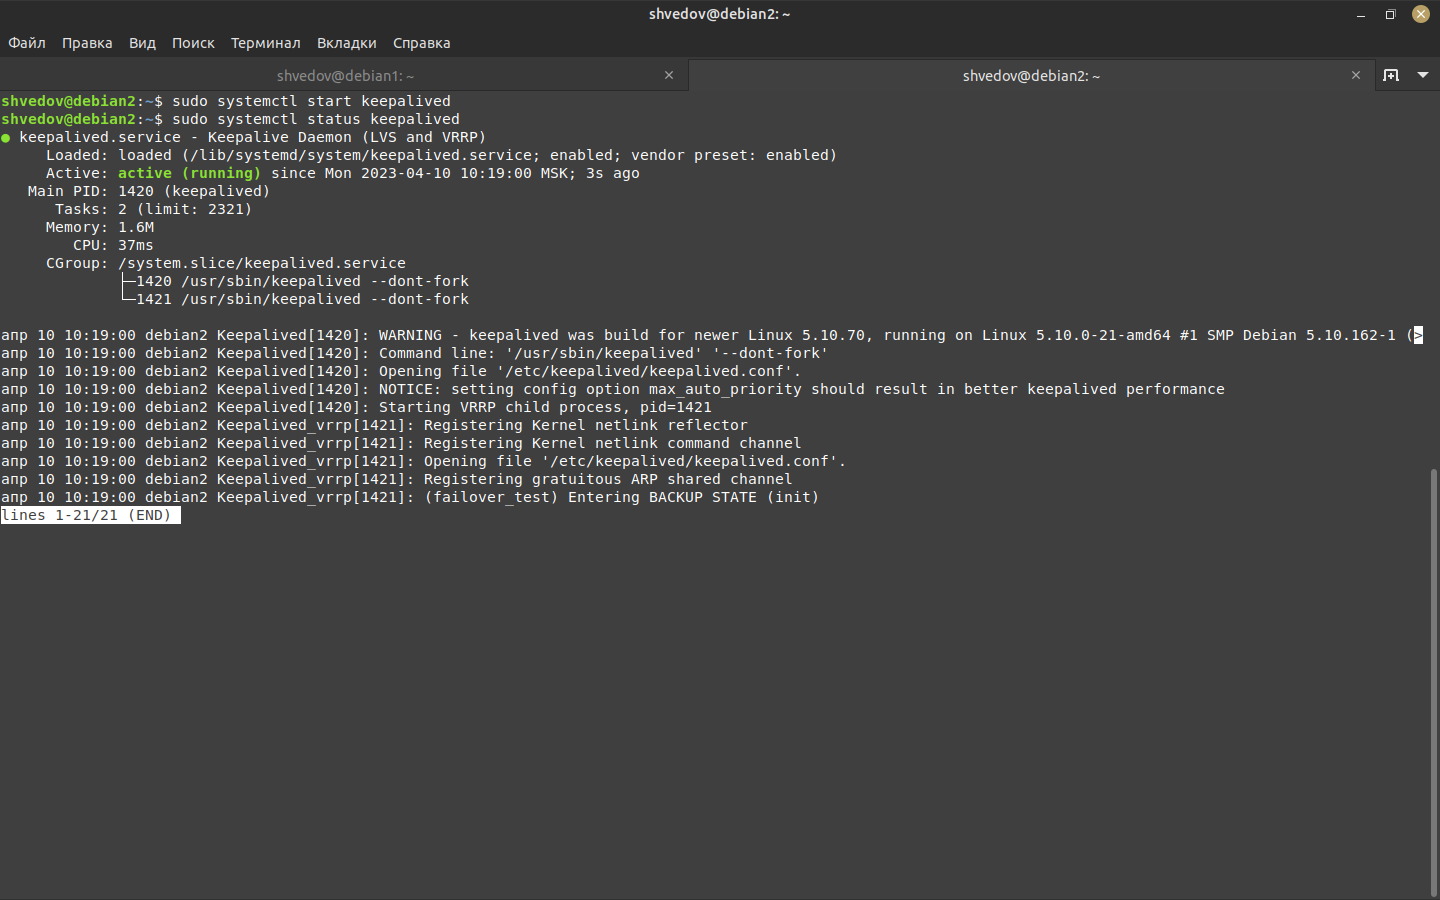 shvedov@debian2: ~
Файл Правка Вид Поиск Терминал Вкладки Справка
shvedov@debian1: ~ × shvedov@debian2: ~ ×
shvedov@debian2:~$ sudo systemctl start keepalived
shvedov@debian2:~$ sudo systemctl status keepalived
● keepalived.service - Keepalive Daemon (LVS and VRRP)
     Loaded: loaded (/lib/systemd/system/keepalived.service; enabled; vendor preset: enabled)
     Active: active (running) since Mon 2023-04-10 10:19:00 MSK; 3s ago
   Main PID: 1420 (keepalived)
      Tasks: 2 (limit: 2321)
     Memory: 1.6M
        CPU: 37ms
     CGroup: /system.slice/keepalived.service
             ├─1420 /usr/sbin/keepalived --dont-fork
             └─1421 /usr/sbin/keepalived --dont-fork
апр 10 10:19:00 debian2 Keepalived[1420]: WARNING - keepalived was build for newer Linux 5.10.70, running on Linux 5.10.0-21-amd64 #1 SMP Debian 5.10.162-1 (>
апр 10 10:19:00 debian2 Keepalived[1420]: Command line: '/usr/sbin/keepalived' '--dont-fork'
апр 10 10:19:00 debian2 Keepalived[1420]: Opening file '/etc/keepalived/keepalived.conf'.
апр 10 10:19:00 debian2 Keepalived[1420]: NOTICE: setting config option max_auto_priority should result in better keepalived performance
апр 10 10:19:00 debian2 Keepalived[1420]: Starting VRRP child process, pid=1421
апр 10 10:19:00 debian2 Keepalived_vrrp[1421]: Registering Kernel netlink reflector
апр 10 10:19:00 debian2 Keepalived_vrrp[1421]: Registering Kernel netlink command channel
апр 10 10:19:00 debian2 Keepalived_vrrp[1421]: Opening file '/etc/keepalived/keepalived.conf'.
апр 10 10:19:00 debian2 Keepalived_vrrp[1421]: Registering gratuitous ARP shared channel
апр 10 10:19:00 debian2 Keepalived_vrrp[1421]: (failover_test) Entering BACKUP STATE (init)
lines 1-21/21 (END)